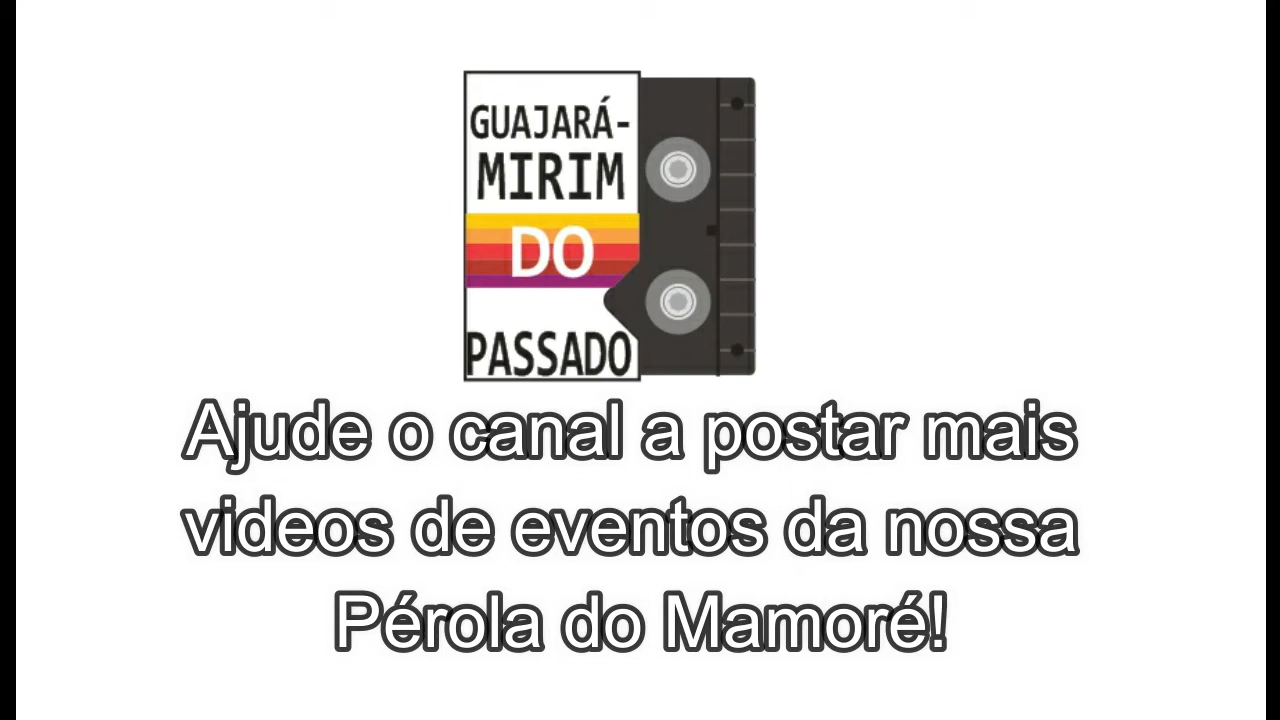 GUAJARÁ-
MIRIM
DO
PASSADO
Ajude o canal a postar mais
videos de eventos da nossa
Pérola do Mamoré!